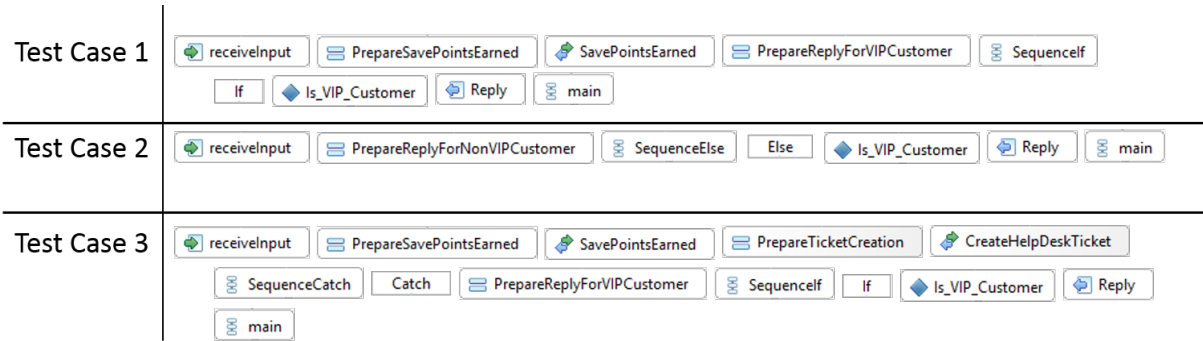 Test Case 1 receiveInput PrepareSavePointsEarned SavePointsEarned PrepareReplyForVIPCustomer SequenceIf
If Is_VIP_Customer Reply main
Test Case 2 receiveInput PrepareReplyForNonVIPCustomer SequenceElse Else Is_VIP_Customer Reply main
Test Case 3 receiveInput PrepareSavePointsEarned SavePointsEarned PrepareTicketCreation CreateHelpDeskTicket
SequenceCatch Catch PrepareReplyForVIPCustomer SequenceIf If Is_VIP_Customer Reply
main